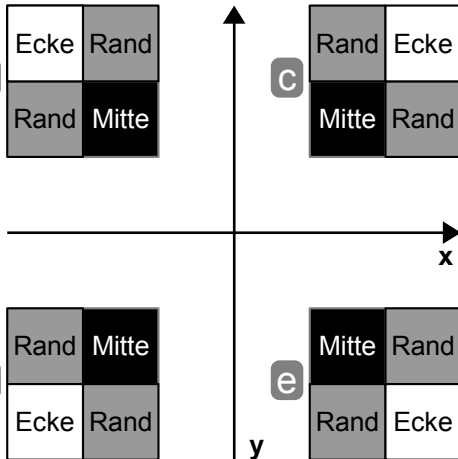 Ecke Rand
Rand Mitte
c
Rand Ecke
Mitte Rand
x
Rand Mitte
Ecke Rand
e
Mitte Rand
Rand Ecke
y